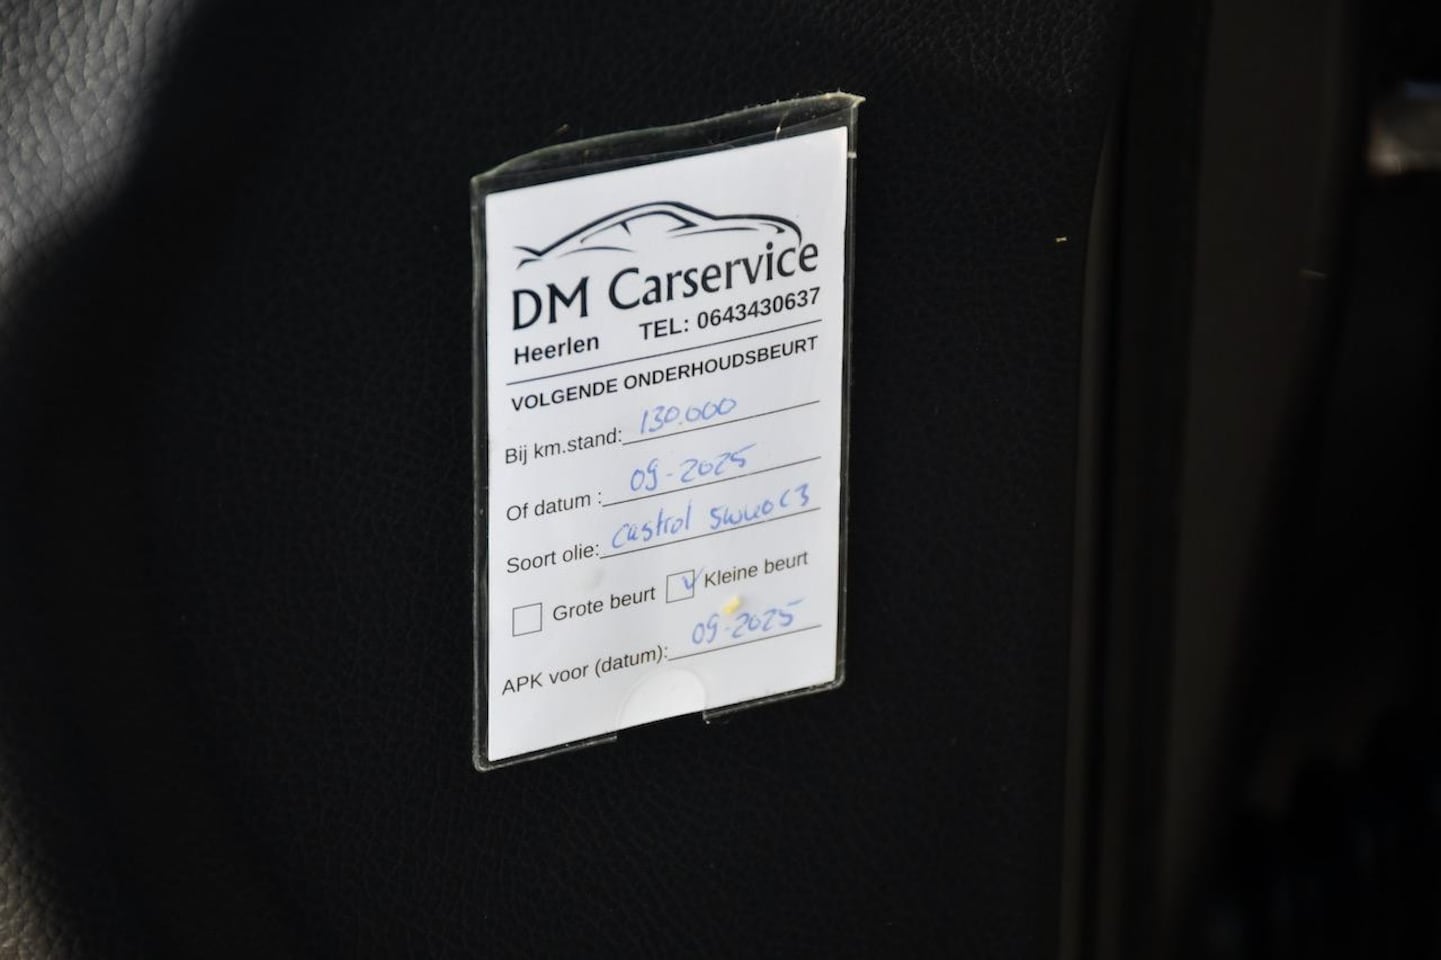 DM Carservice
Heerlen TEL: 0643430637
VOLGENDE ONDERHOUDSBEURT
Bij km.stand: 130.000
Of datum : 09-2025
Soort olie: Castrol 5w40 C3
Grote beurt Kleine beurt
APK voor (datum): 09-2025